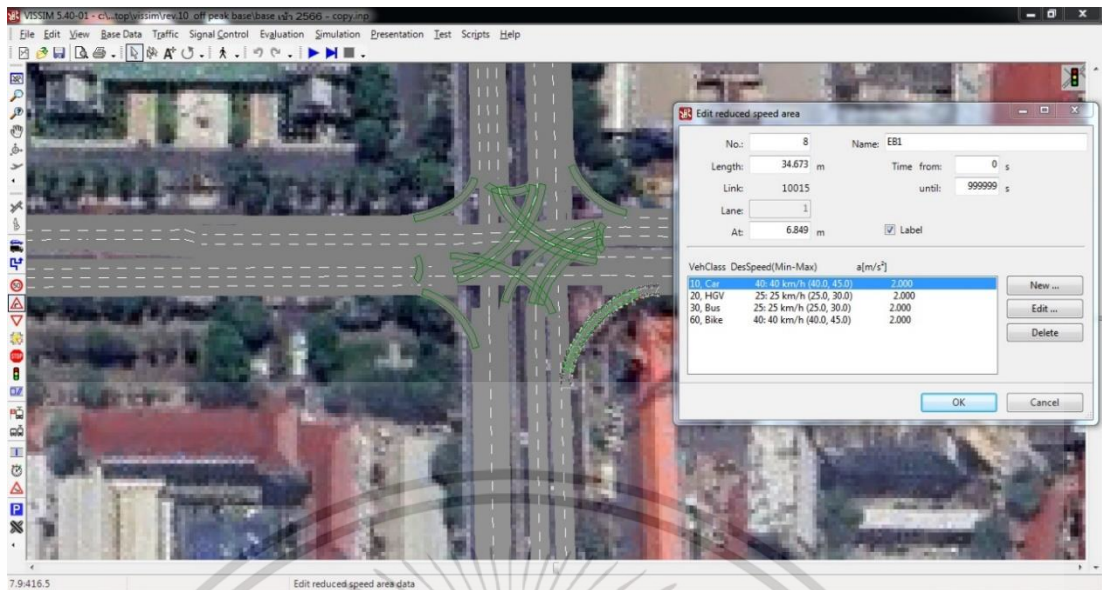 VISSIM 5.40-01 - c:\...top\vissim\rev.10 off peak base\base เข้า 2566 - copy.inp
File Edit View Base Data Traffic Signal Control Evaluation Simulation Presentation Test Scripts Help
Edit reduced speed area
No.: 8 Name: EB1
Length: 34.673 m Time from: 0 s
Link: 10015 until: 999999 s
Lane: 1
At: 6.849 m Label
VehClass DesSpeed(Min-Max) a[m/s²]
10, Car 40: 40 km/h (40.0, 45.0) 2.000
20, HGV 25: 25 km/h (25.0, 30.0) 2.000
30, Bus 25: 25 km/h (25.0, 30.0) 2.000
60, Bike 40: 40 km/h (40.0, 45.0) 2.000
New ...
Edit ...
Delete
OK Cancel
STOP
P
7.9:416.5 Edit reduced speed area data